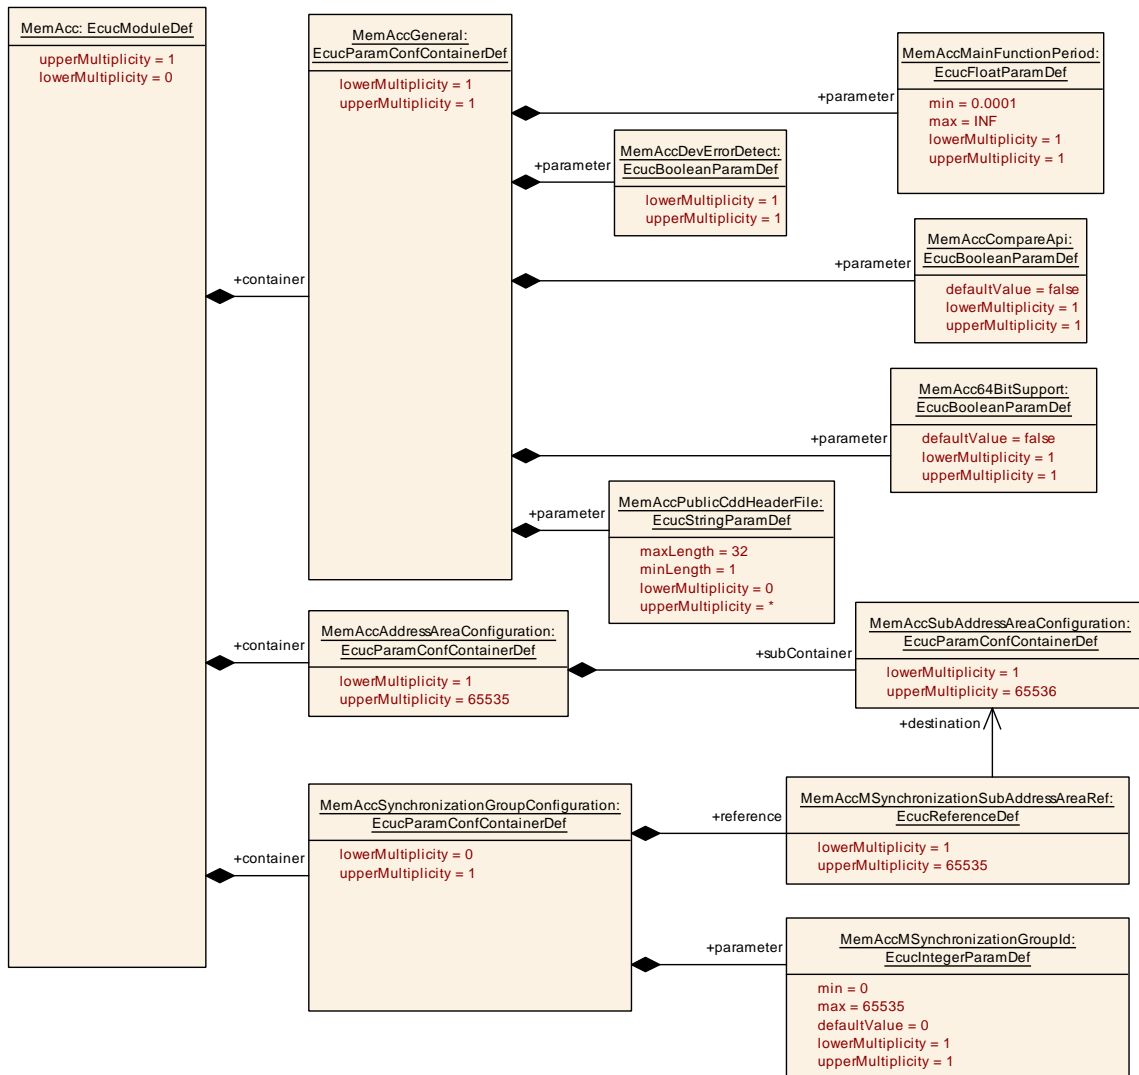 MemAcc: EcucModuleDef
upperMultiplicity = 1
lowerMultiplicity = 0
MemAccGeneral:
EcucParamConfContainerDef
lowerMultiplicity = 1
upperMultiplicity = 1
+parameter
MemAccMainFunctionPeriod:
EcucFloatParamDef
min = 0.0001
max = INF
lowerMultiplicity = 1
upperMultiplicity = 1
+parameter
MemAccDevErrorDetect:
EcucBooleanParamDef
lowerMultiplicity = 1
upperMultiplicity = 1
+container
+parameter
MemAccCompareApi:
EcucBooleanParamDef
defaultValue = false
lowerMultiplicity = 1
upperMultiplicity = 1
+parameter
MemAcc64BitSupport:
EcucBooleanParamDef
defaultValue = false
lowerMultiplicity = 1
upperMultiplicity = 1
+parameter
MemAccPublicCddHeaderFile:
EcucStringParamDef
maxLength = 32
minLength = 1
lowerMultiplicity = 0
upperMultiplicity = *
+container
MemAccAddressAreaConfiguration:
EcucParamConfContainerDef
lowerMultiplicity = 1
upperMultiplicity = 65535
+subContainer
MemAccSubAddressAreaConfiguration:
EcucParamConfContainerDef
lowerMultiplicity = 1
upperMultiplicity = 65536
+destination
+container
MemAccSynchronizationGroupConfiguration:
EcucParamConfContainerDef
lowerMultiplicity = 0
upperMultiplicity = 1
+reference
MemAccMSynchronizationSubAddressAreaRef:
EcucReferenceDef
lowerMultiplicity = 1
upperMultiplicity = 65535
+parameter
MemAccMSynchronizationGroupId:
EcucIntegerParamDef
min = 0
max = 65535
defaultValue = 0
lowerMultiplicity = 1
upperMultiplicity = 1